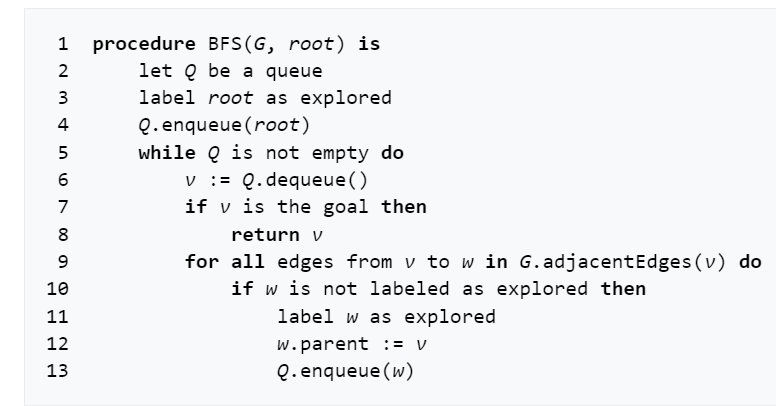 1 procedure BFS(G, root) is
2 let Q be a queue
3 label root as explored
4 Q.enqueue(root)
5 while Q is not empty do
6 v := Q.dequeue()
7 if v is the goal then
8 return v
9 for all edges from v to w in G.adjacentEdges(v) do
10 if w is not labeled as explored then
11 label w as explored
12 w.parent := v
13 Q.enqueue(w)